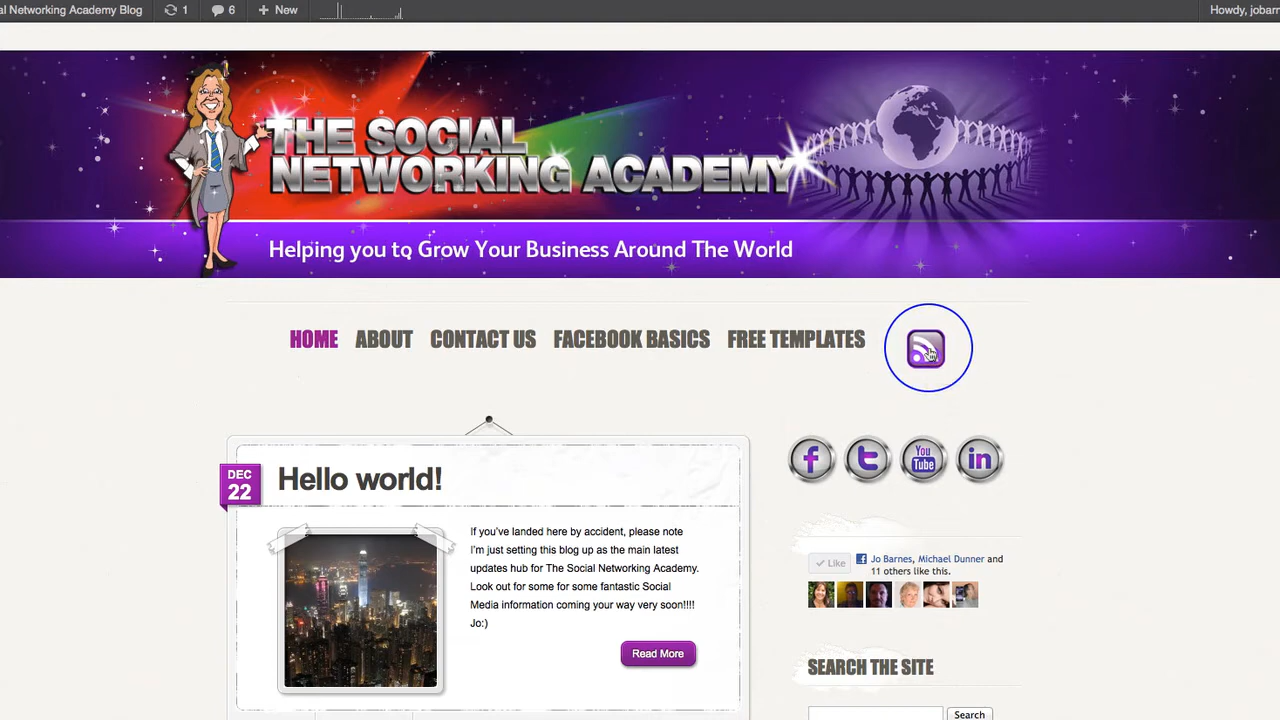 al Networking Academy Blog 1 6 + New Howdy, jobarn
THE SOCIAL
NETWORKING ACADEMY
Helping you to Grow Your Business Around The World
HOME ABOUT CONTACT US FACEBOOK BASICS FREE TEMPLATES
f t You Tube in
DEC
22
Hello world!
If you've landed here by accident, please note
I'm just setting this blog up as the main latest
updates hub for The Social Networking Academy.
Look out for some for some fantastic Social
Media information coming your way very soon!!!!
Jo:)
Read More
Like
Jo Barnes, Michael Dunner and
11 others like this.
SEARCH THE SITE
Search